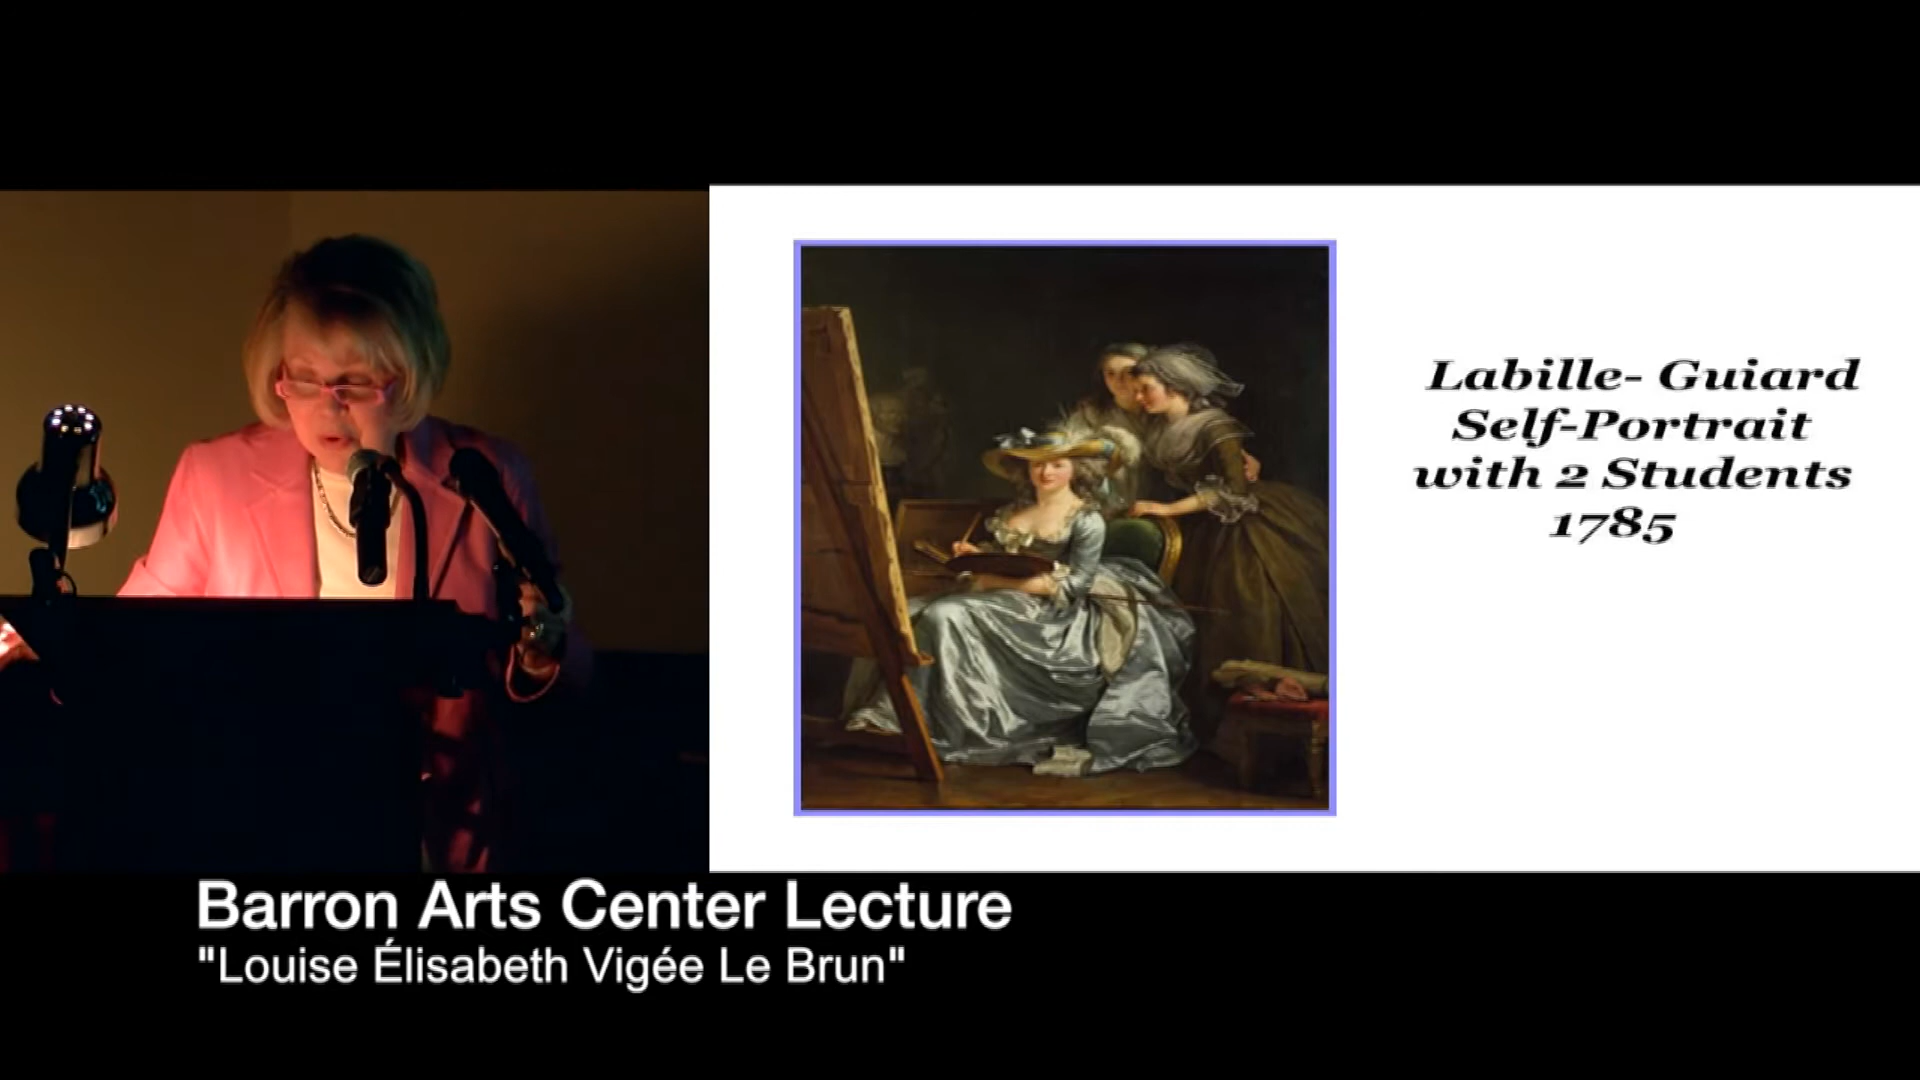 Labille- Guiard
Self-Portrait
with 2 Students
1785
Barron Arts Center Lecture
"Louise Élisabeth Vigée Le Brun"